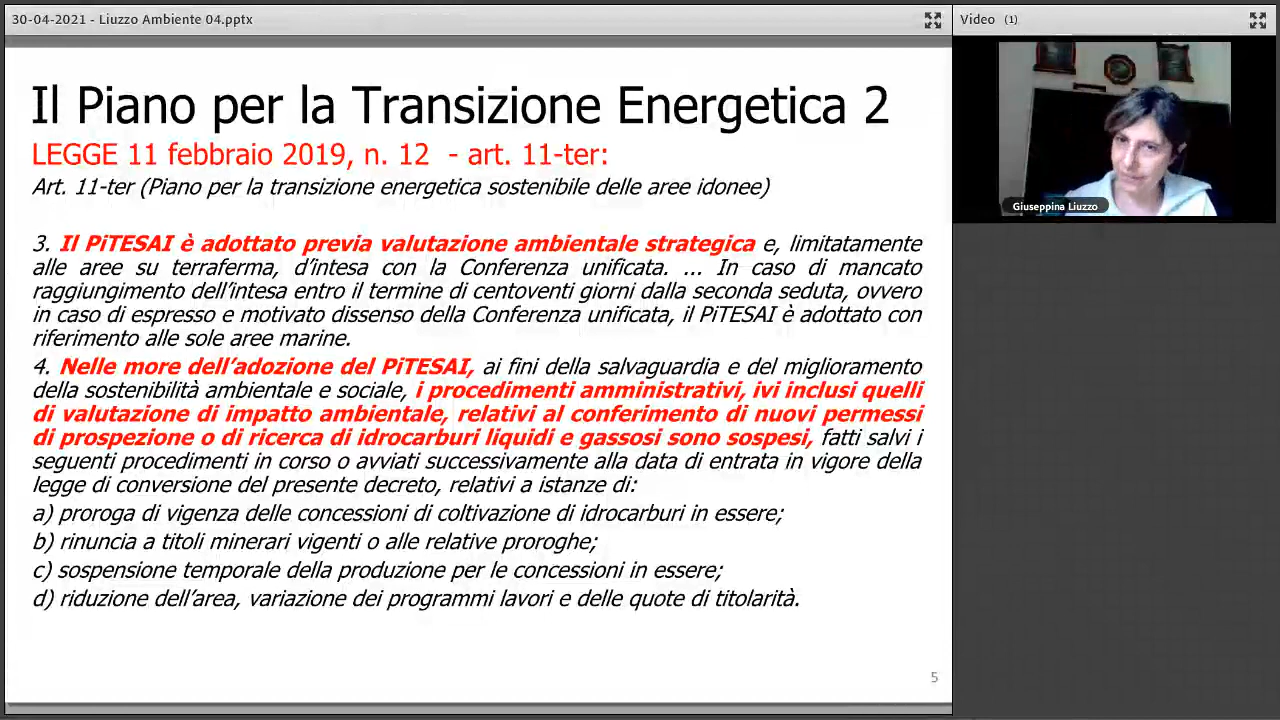 30-04-2021 - Liuzzo Ambiente 04.pptx
Video (1)
Giuseppina Liuzzo
Il Piano per la Transizione Energetica 2
LEGGE 11 febbraio 2019, n. 12 - art. 11-ter:
Art. 11-ter (Piano per la transizione energetica sostenibile delle aree idonee)
3. Il PiTESAI è adottato previa valutazione ambientale strategica e, limitatamente
alle aree su terraferma, d'intesa con la Conferenza unificata. ... In caso di mancato
raggiungimento dell'intesa entro il termine di centoventi giorni dalla seconda seduta, ovvero
in caso di espresso e motivato dissenso della Conferenza unificata, il PiTESAI è adottato con
riferimento alle sole aree marine.
4. Nelle more dell'adozione del PiTESAI, ai fini della salvaguardia e del miglioramento
della sostenibilità ambientale e sociale, i procedimenti amministrativi, ivi inclusi quelli
di valutazione di impatto ambientale, relativi al conferimento di nuovi permessi
di prospezione o di ricerca di idrocarburi liquidi e gassosi sono sospesi, fatti salvi i
seguenti procedimenti in corso o avviati successivamente alla data di entrata in vigore della
legge di conversione del presente decreto, relativi a istanze di:
a) proroga di vigenza delle concessioni di coltivazione di idrocarburi in essere;
b) rinuncia a titoli minerari vigenti o alle relative proroghe;
c) sospensione temporale della produzione per le concessioni in essere;
d) riduzione dell'area, variazione dei programmi lavori e delle quote di titolarità.
5